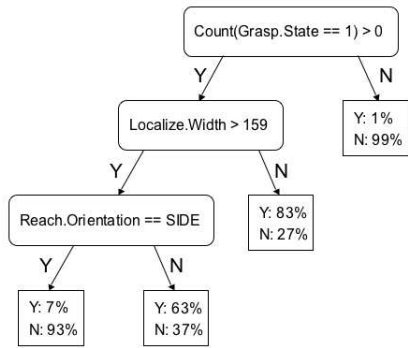 Count(Grasp.State == 1) > 0
Y
N
Localize.Width > 159
Y: 1%
N: 99%
Y
N
Reach.Orientation == SIDE
Y: 83%
N: 27%
Y
N
Y: 7%
N: 93%
Y: 63%
N: 37%